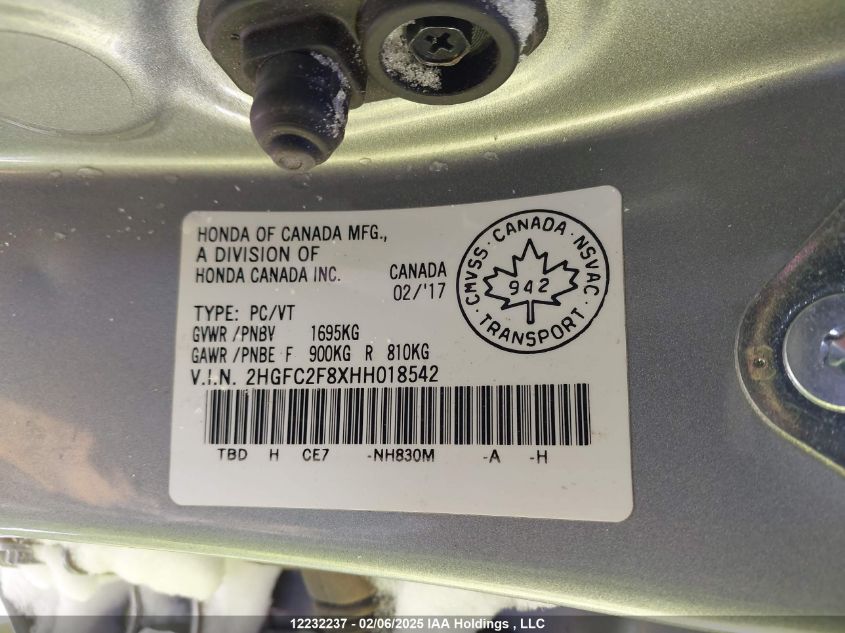 HONDA OF CANADA MFG.,
A DIVISION OF
HONDA CANADA INC.
CANADA
02/'17
CMVSS · CANADA · NSVAC
942
· TRANSPORT ·
TYPE: PC/VT
GVWR /PNBV 1695KG
GAWR /PNBE F 900KG R 810KG
V.I.N. 2HGFC2F8XHH018542
TBD H CE7 -NH830M -A -H
12232237 - 02/06/2025 IAA Holdings , LLC